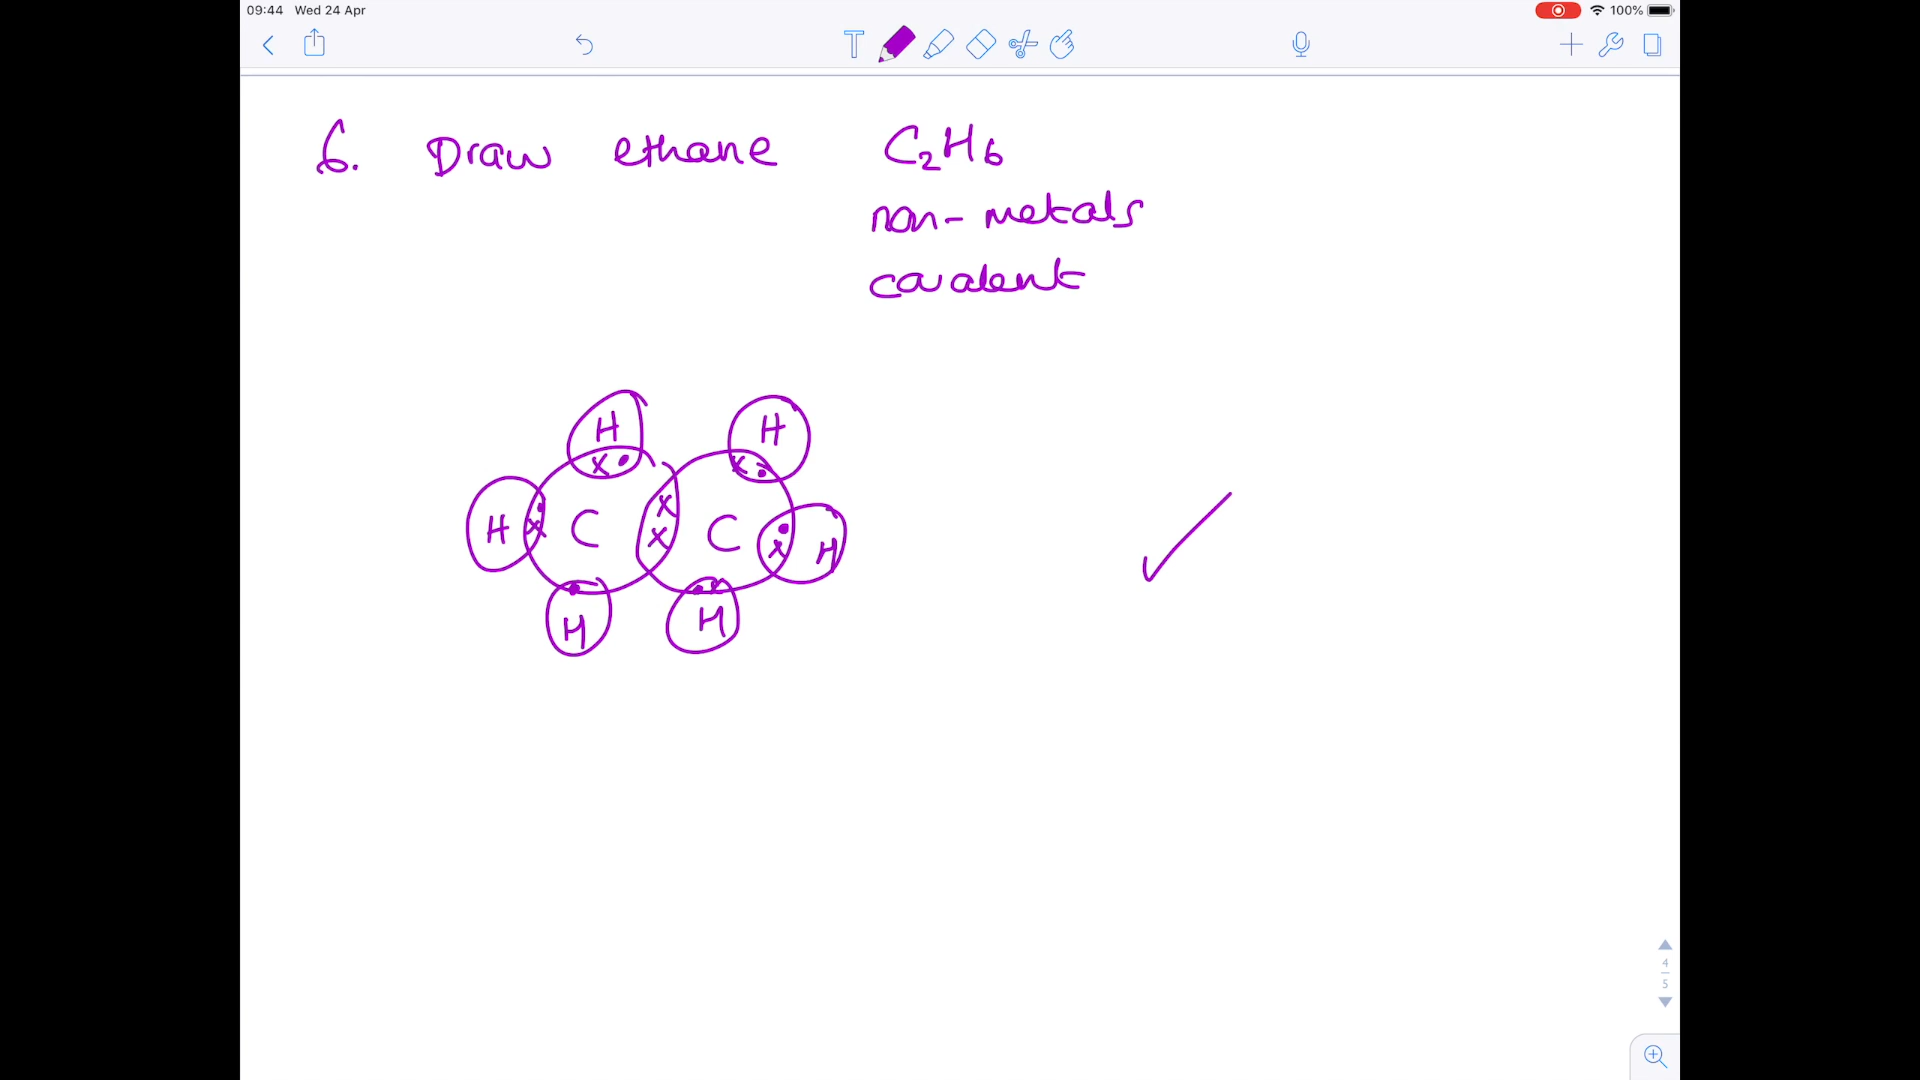 09:44 Wed 24 Apr
100%
T
6. Draw ethane C₂H₆
non-metals
covalent
H H
x• x•
H x• C x x C •x H
H H
4
5